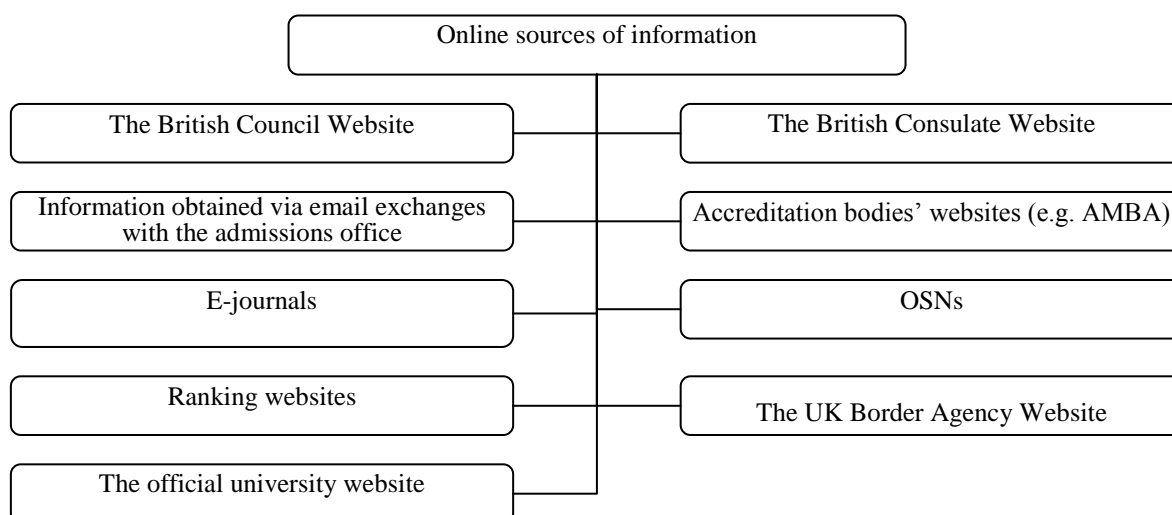 Online sources of information
The British Council Website
The British Consulate Website
Information obtained via email exchanges
with the admissions office
Accreditation bodies’ websites (e.g. AMBA)
E-journals
OSNs
Ranking websites
The UK Border Agency Website
The official university website